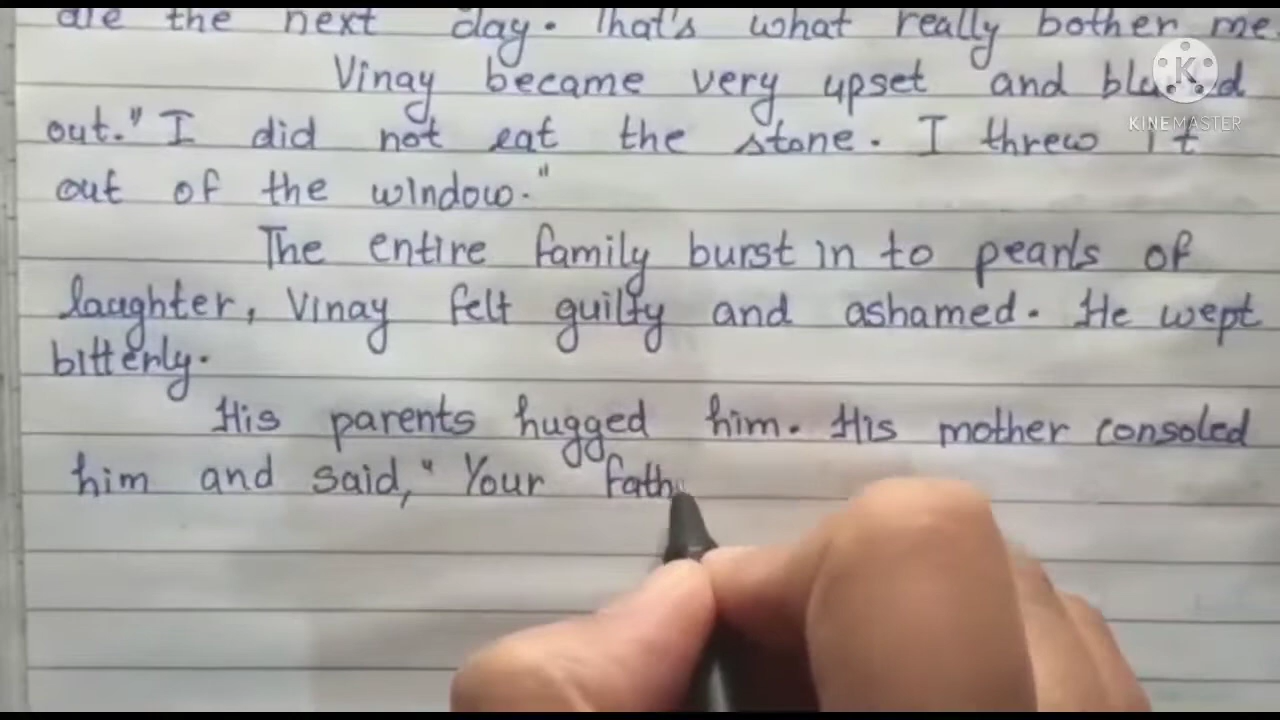 die the next day. That's what really bother me.
Vinay became very upset and
K
KINEMASTER
out." I did not eat the stone. I threw it
out of the window."
The entire family burst in to pearls of
laughter, Vinay felt guilty and ashamed. He wept
bitterly.
His parents hugged him. His mother consoled
him and said," Your fath